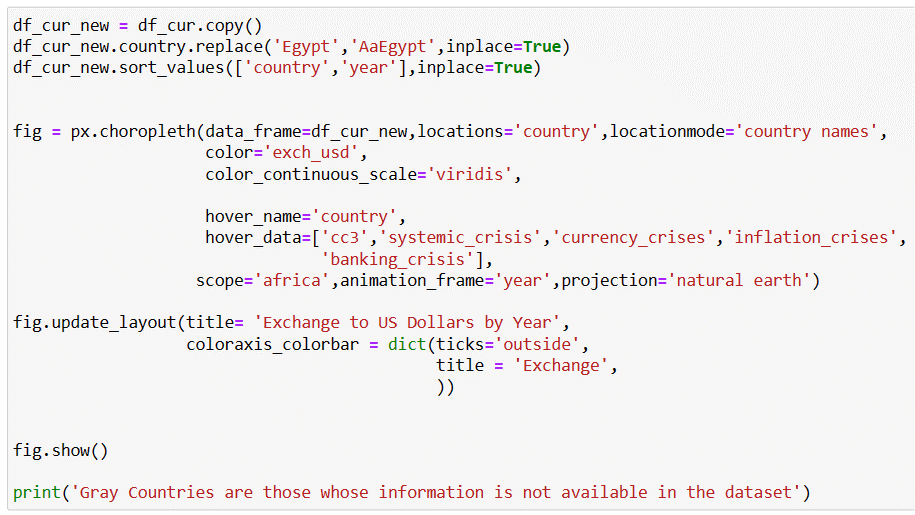 df_cur_new = df_cur.copy()
df_cur_new.country.replace('Egypt','AaEgypt',inplace=True)
df_cur_new.sort_values(['country','year'],inplace=True)
fig = px.choropleth(data_frame=df_cur_new,locations='country',locationmode='country names',
color='exch_usd',
color_continuous_scale='viridis',
hover_name='country',
hover_data=['cc3','systemic_crisis','currency_crises','inflation_crises',
'banking_crisis'],
scope='africa',animation_frame='year',projection='natural earth')
fig.update_layout(title= 'Exchange to US Dollars by Year',
coloraxis_colorbar = dict(ticks='outside',
title = 'Exchange',
))
fig.show()
print('Gray Countries are those whose information is not available in the dataset')